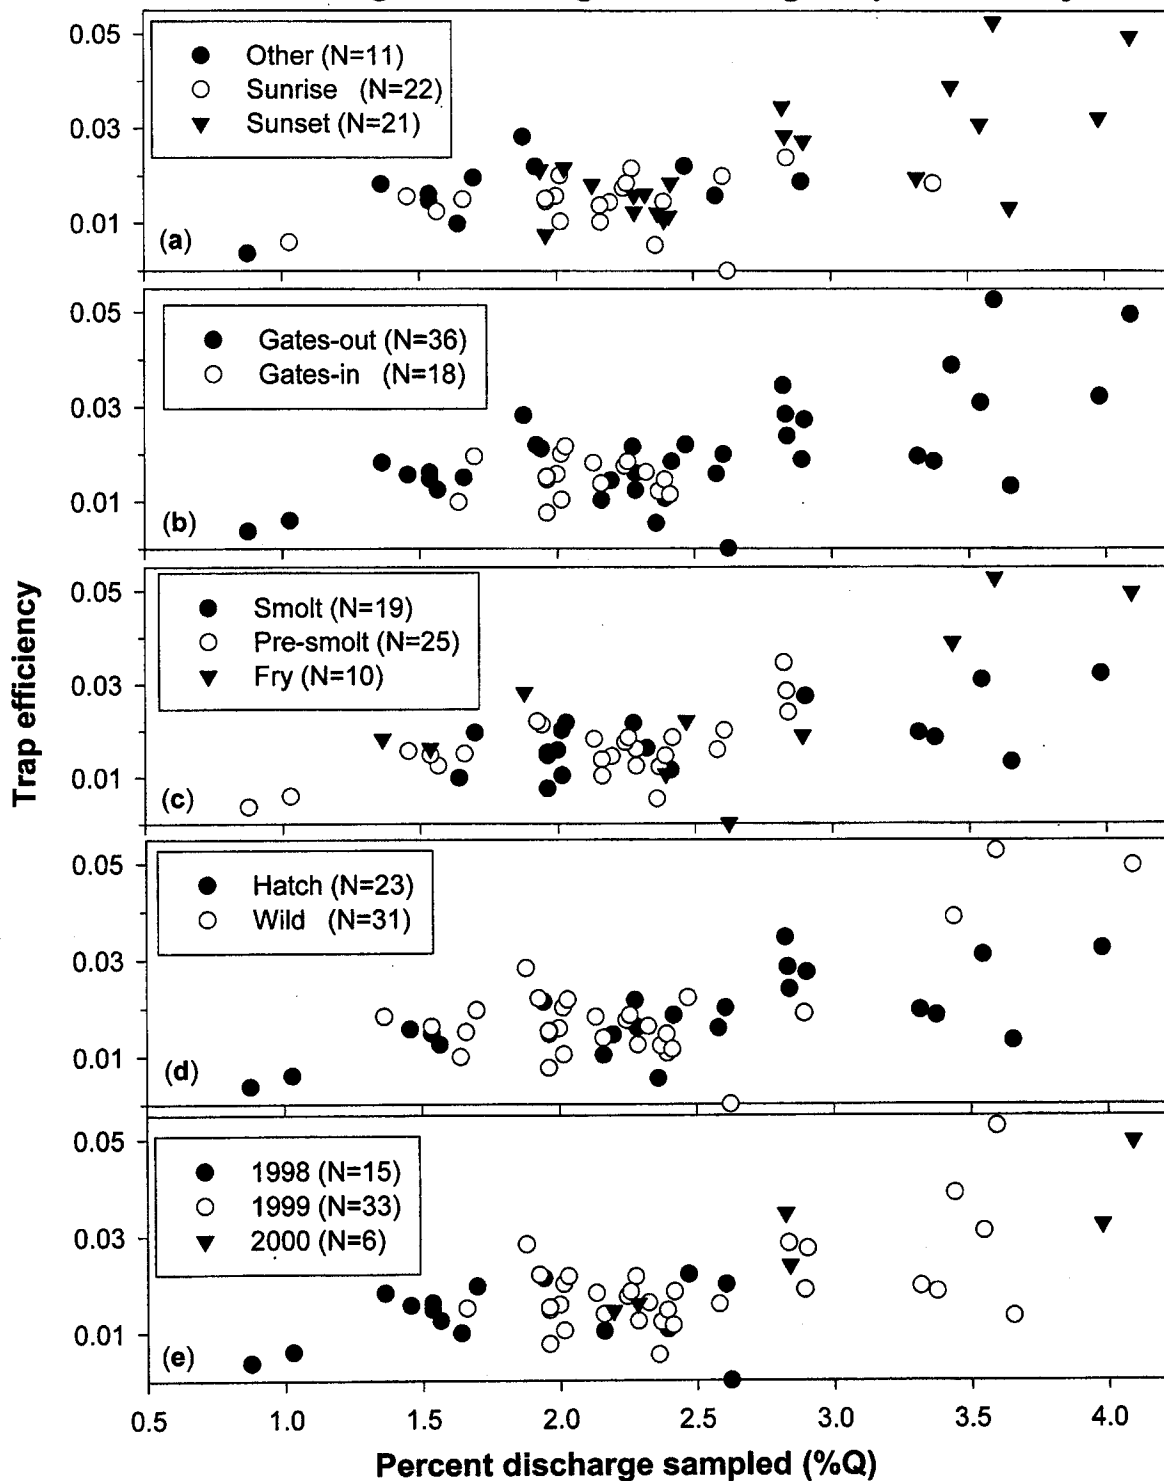 0.05
0.03
0.01
Other (N=11)
Sunrise (N=22)
Sunset (N=21)
(a)
0.05
0.03
0.01
Gates-out (N=36)
Gates-in (N=18)
(b)
0.05
0.03
0.01
Smolt (N=19)
Pre-smolt (N=25)
Fry (N=10)
(c)
0.05
0.03
0.01
Hatch (N=23)
Wild (N=31)
(d)
0.05
0.03
0.01
1998 (N=15)
1999 (N=33)
2000 (N=6)
(e)
Trap efficiency
0.5 1.0 1.5 2.0 2.5 3.0 3.5 4.0
Percent discharge sampled (%Q)